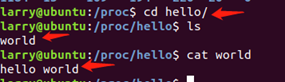 larry@ubuntu:/proc$ cd hello/
larry@ubuntu:/proc/hello$ ls
world
larry@ubuntu:/proc/hello$ cat world
hello world